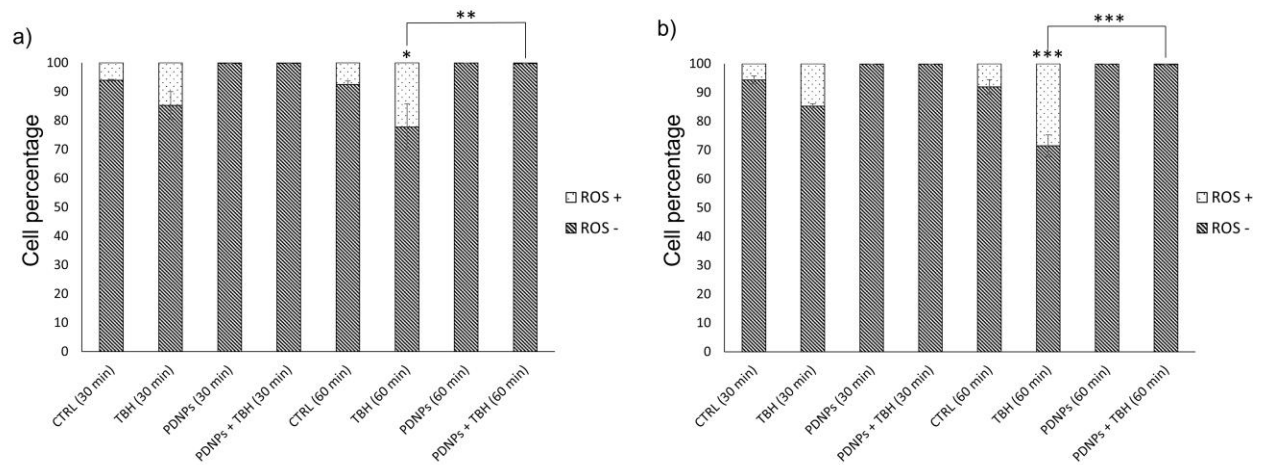 a)
**
*
Cell percentage
100
90
80
70
60
50
40
30
20
10
0
CTRL (30 min)
TBH (30 min)
PDNPs (30 min)
PDNPs + TBH (30 min)
CTRL (60 min)
TBH (60 min)
PDNPs (60 min)
PDNPs + TBH (60 min)
ROS +
ROS -
b)
***
***
Cell percentage
100
90
80
70
60
50
40
30
20
10
0
CTRL (30 min)
TBH (30 min)
PDNPs (30 min)
PDNPs + TBH (30 min)
CTRL (60 min)
TBH (60 min)
PDNPs (60 min)
PDNPs + TBH (60 min)
ROS +
ROS -